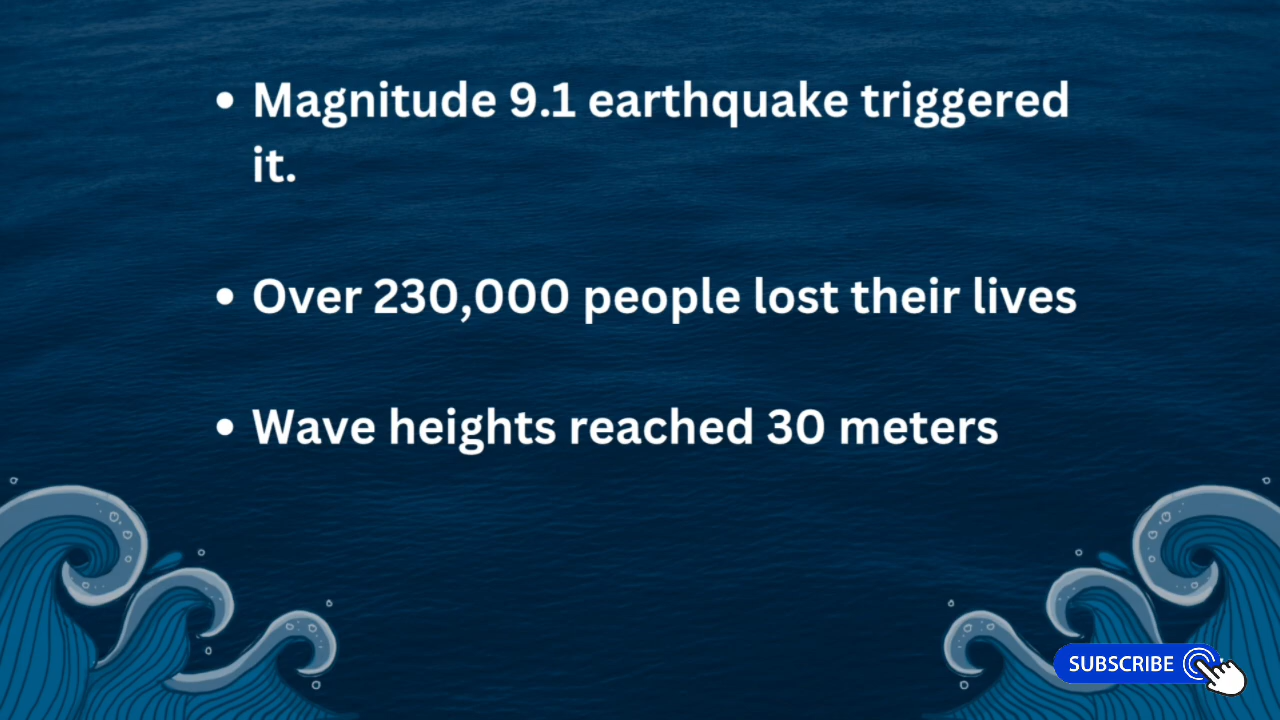 • Magnitude 9.1 earthquake triggered
it.
• Over 230,000 people lost their lives
• Wave heights reached 30 meters
SUBSCRIBE